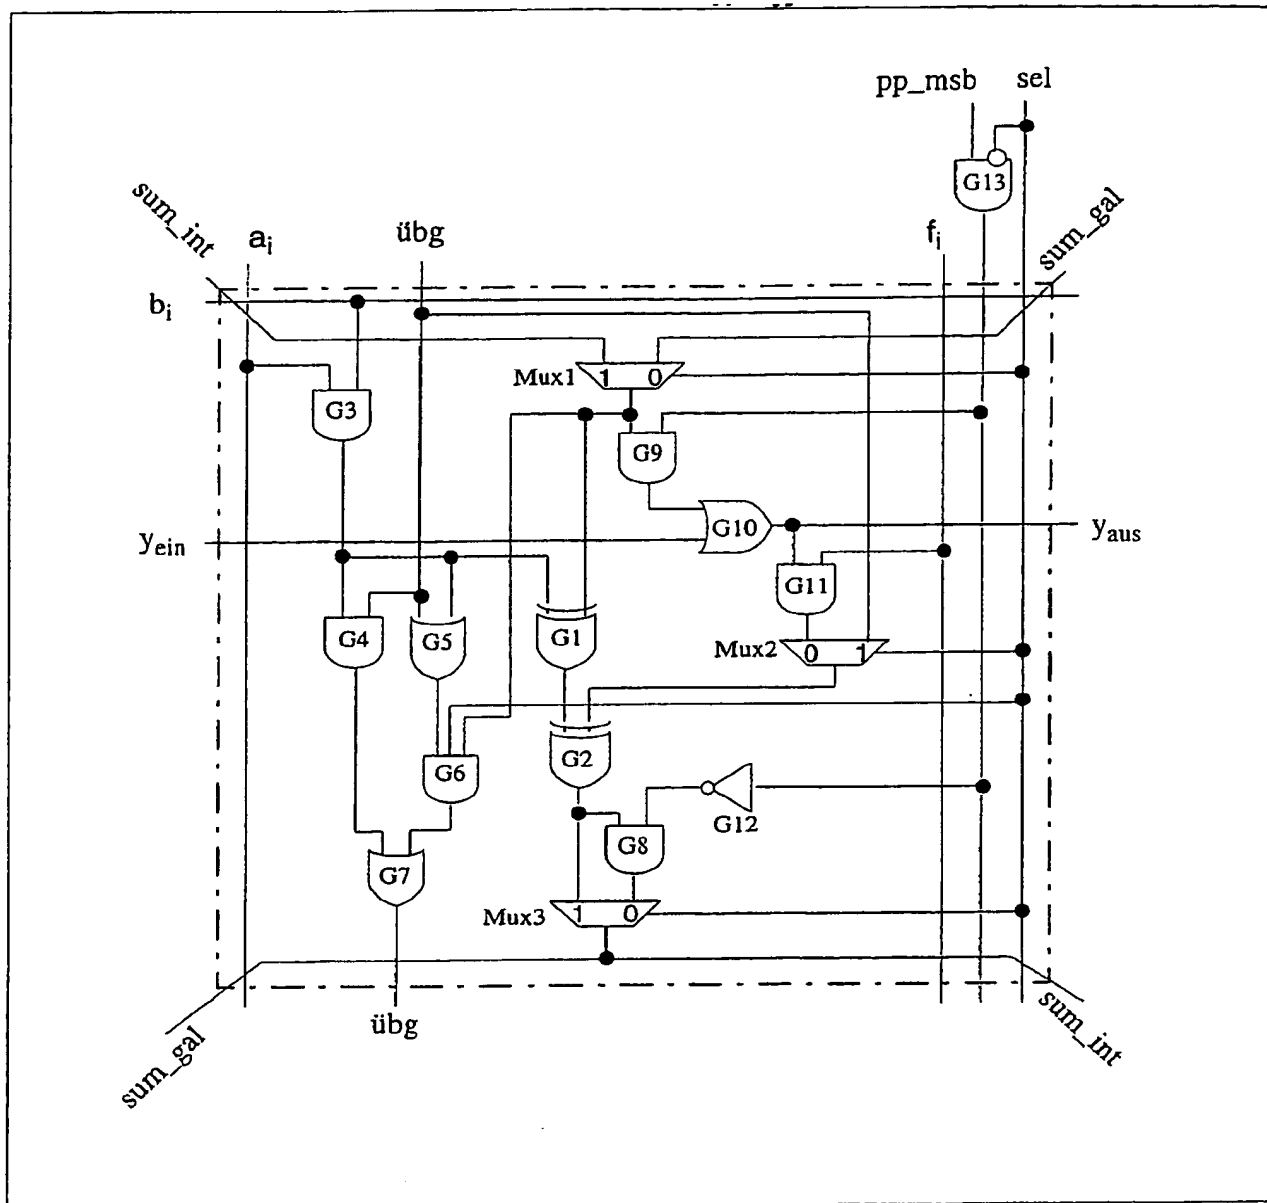 pp_msb sel
G13
sum_int
a_i
übg
f_i
sum_gal
b_i
Mux1 1 0
G3
G9
G10
y_ein
y_aus
G11
G4
G5
G1
Mux2 0 1
G2
G6
G12
G8
G7
Mux3 1 0
übg
sum_gal
sum_int